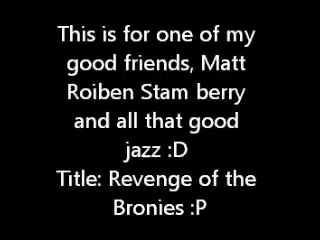 This is for one of my
good friends, Matt
Roiben Stam berry
and all that good
jazz :D
Title: Revenge of the
Bronies :P